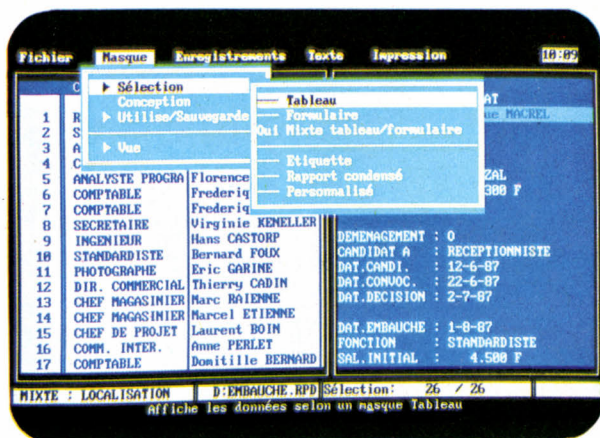 Fichier Masque Enregistrements Texte Impression 10:09
C
▶ Sélection
Conception
▶ Utilise/Sauvegarde
▶ Vue
Tableau
Formulaire
Oui Mixte tableau/formulaire
Etiquette
Rapport condensé
Personnalisé
AT
ue MACREL
ZAL
300 F
1 R
2 S
3 A
4 C
5 ANALYSTE PROGRA Florence
6 COMPTABLE Frederiq
7 COMPTABLE Frederiq
8 SECRETAIRE Virginie KENELLER
9 INGENIEUR Hans CASTORP
10 STANDARDISTE Bernard FOUX
11 PHOTOGRAPHE Eric GARINE
12 DIR. COMMERCIAL Thierry CADIN
13 CHEF MAGASINIER Marc RAIENNE
14 CHEF MAGASINIER Marcel ETIENNE
15 CHEF DE PROJET Laurent BOIN
16 COMM. INTER. Anne PERLET
17 COMPTABLE Domitille BERNARD
DEMENAGEMENT : O
CANDIDAT A : RECEPTIONNISTE
DAT.CANDI. : 12-6-87
DAT.CONVOC. : 22-6-87
DAT.DECISION : 2-7-87
DAT.EMBAUCHE : 1-8-87
FONCTION : STANDARDISTE
SAL.INITIAL : 4.500 F
MIXTE : LOCALISATION D:EMBAUCHE.RPD Sélection: 26 / 26
Affiche les données selon un masque Tableau